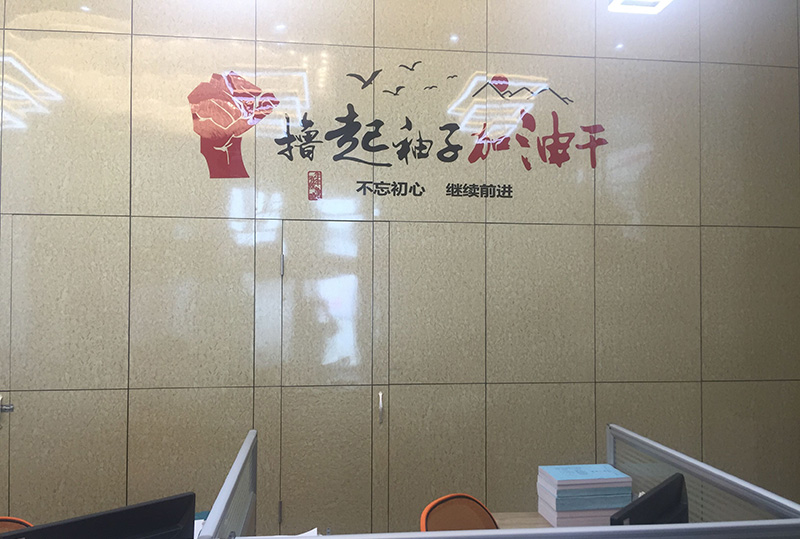 撸起袖子加油干
不忘初心 继续前进